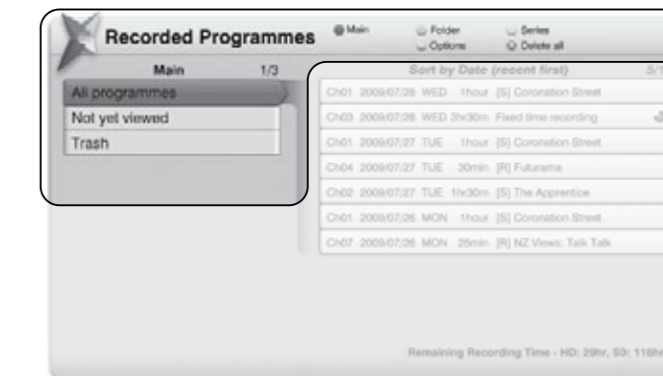 Recorded Programmes
Main Folder Series
Options Delete all
Main 1/3
All programmes
Not yet viewed
Trash
Sort by Date (recent first) 5/1
Ch01 2009/07/28 WED 1hour [S] Coronation Street
Ch03 2009/07/28 WED 3hr30m Fixed time recording
Ch01 2009/07/27 TUE 1hour [S] Coronation Street
Ch04 2009/07/27 TUE 30min [R] Futurama
Ch02 2009/07/27 TUE 1hr30m [S] The Apprentice
Ch01 2009/07/26 MON 1hour [S] Coronation Street
Ch07 2009/07/26 MON 25min [R] NZ Views: Talk Talk
Remaining Recording Time - HD: 29hr, SD: 116hr